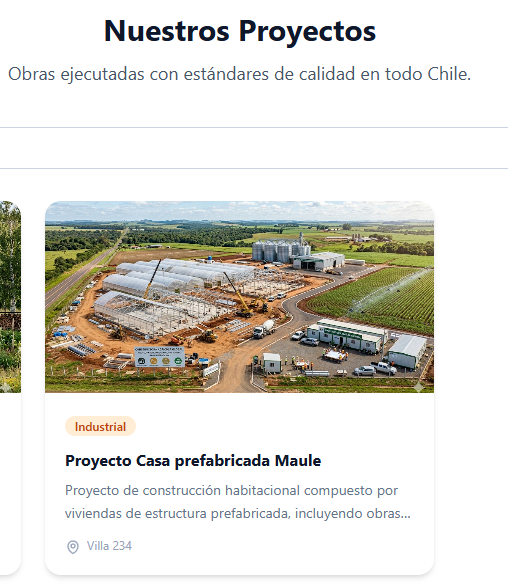 Nuestros Proyectos
Obras ejecutadas con estándares de calidad en todo Chile.
Industrial
Proyecto Casa prefabricada Maule
Proyecto de construcción habitacional compuesto por
viviendas de estructura prefabricada, incluyendo obras...
Villa 234